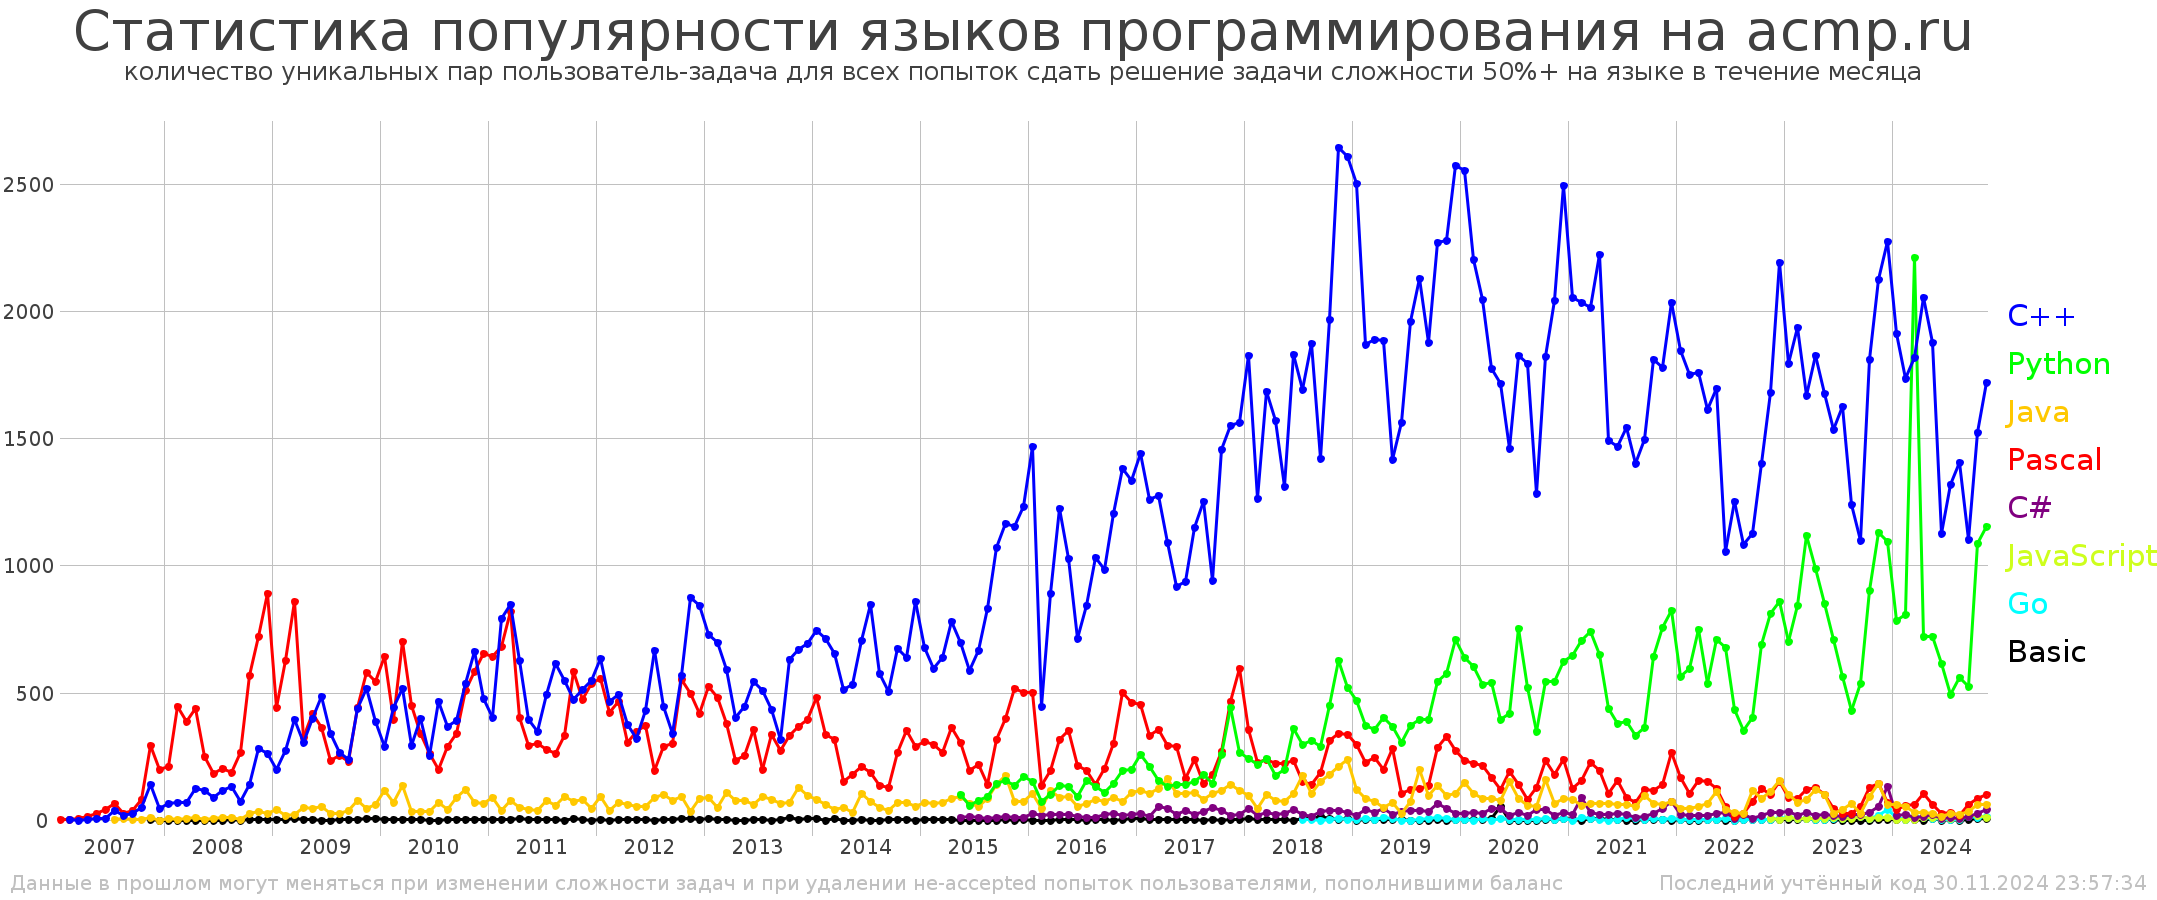 Статистика популярности языков программирования на acmp.ru
количество уникальных пар пользователь-задача для всех попыток сдать решение задачи сложности 50%+ на языке в течение месяца
2500
2000
1500
1000
500
0
C++
Python
Java
Pascal
C#
JavaScript
Go
Basic
2007 2008 2009 2010 2011 2012 2013 2014 2015 2016 2017 2018 2019 2020 2021 2022 2023 2024
Данные в прошлом могут меняться при изменении сложности задач и при удалении не-accepted попыток пользователями, пополнившими баланс
Последний учтённый код 30.11.2024 23:57:34